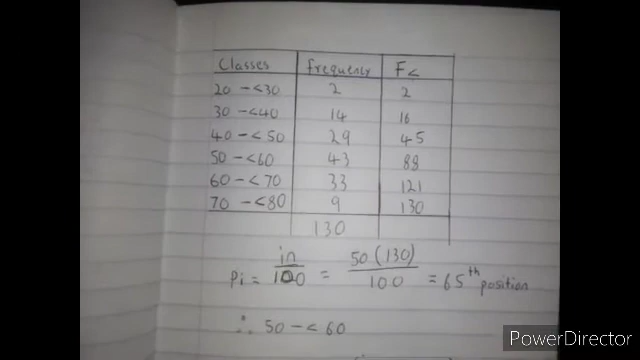 Classes frequency F<
20 -<30 2 2
30 -<40 14 16
40 -<50 29 45
50 -<60 43 88
60 -<70 33 121
70 -<80 9 130
130
Pi = in/100 = 50(130)/100 = 65th position
∴ 50 -< 60
PowerDirector